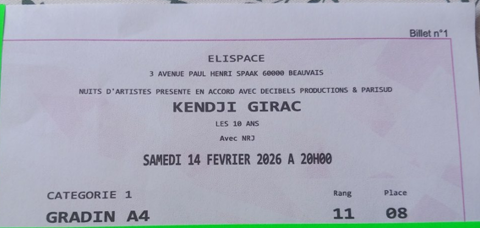 Billet n°1
ELISPACE
3 AVENUE PAUL HENRI SPAAK 60000 BEAUVAIS
NUITS D'ARTISTES PRESENTE EN ACCORD AVEC DECIBELS PRODUCTIONS & PARISUD
KENDJI GIRAC
LES 10 ANS
Avec NRJ
SAMEDI 14 FEVRIER 2026 A 20H00
CATEGORIE 1 Rang Place
GRADIN A4 11 08